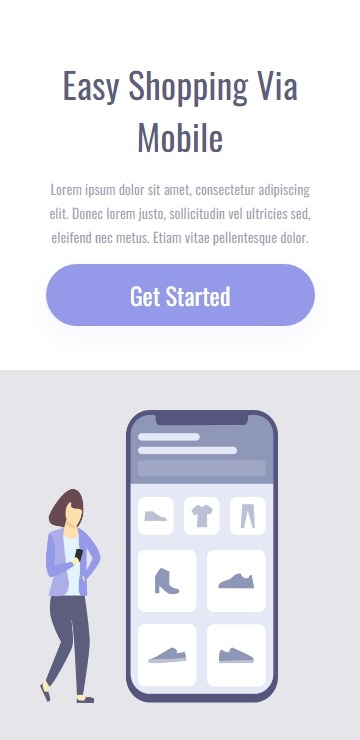 Easy Shopping Via
Mobile
Lorem ipsum dolor sit amet, consectetur adipiscing
elit. Donec lorem justo, sollicitudin vel ultricies sed,
eleifend nec metus. Etiam vitae pellentesque dolor.
Get Started